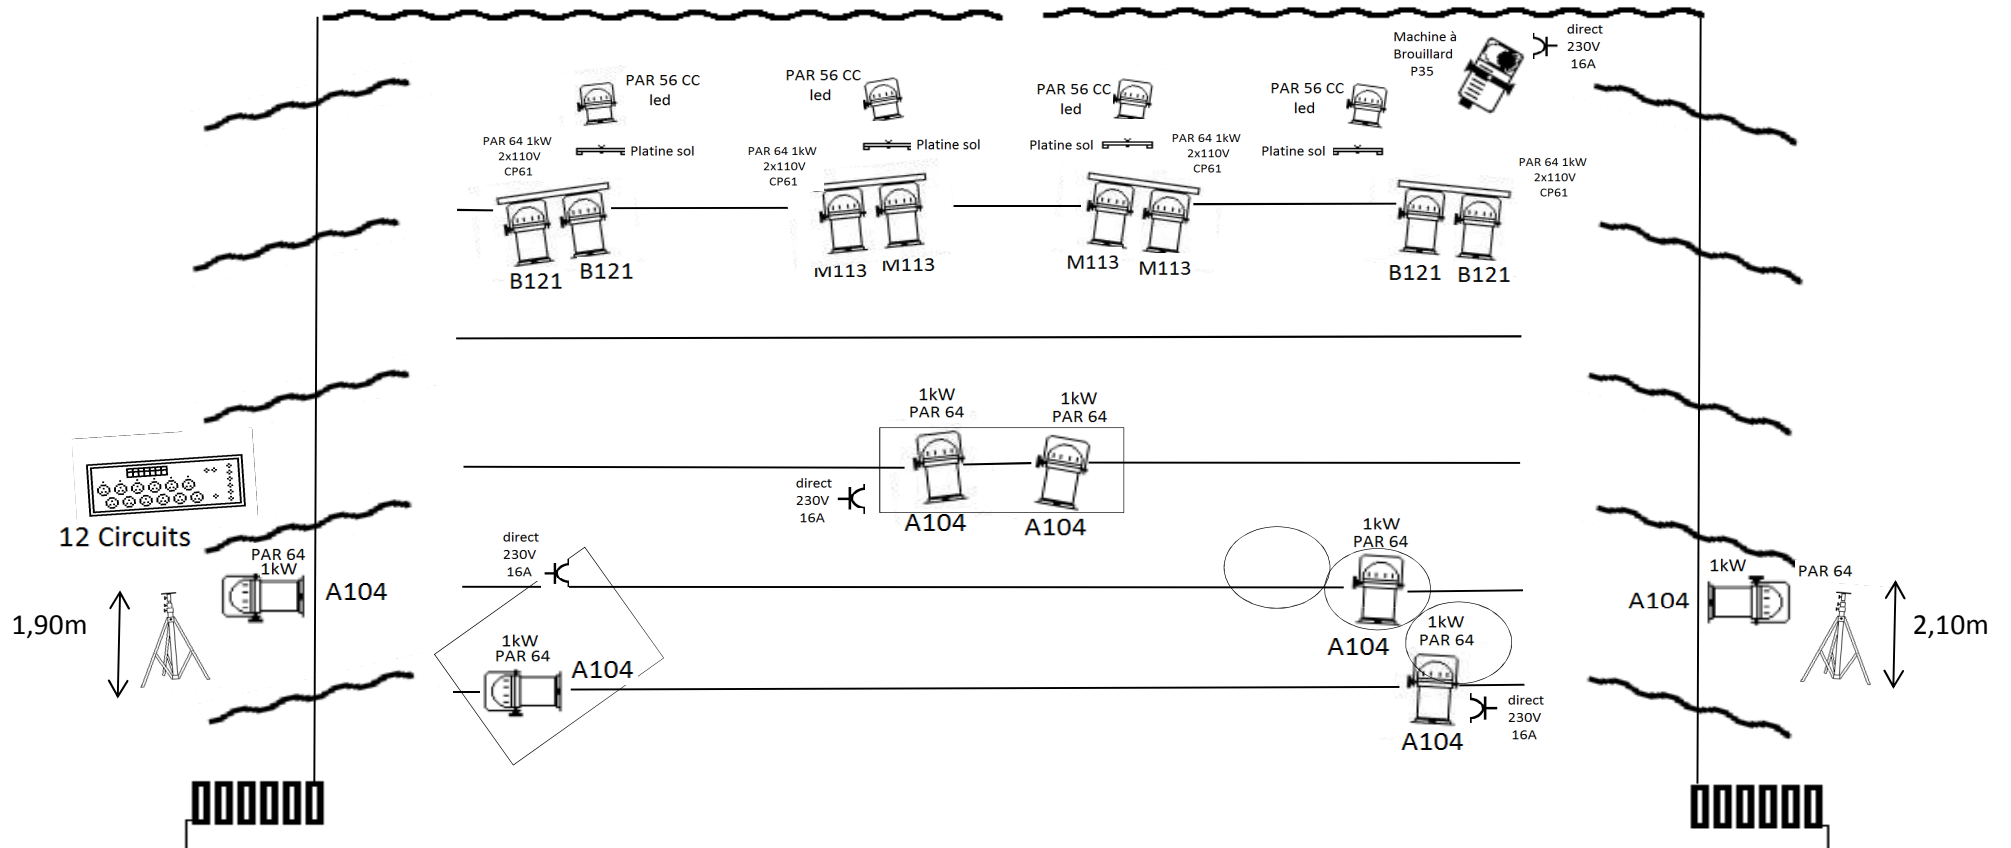 Machine à
Brouillard
P35
direct
230V
16A
PAR 56 CC
led
PAR 56 CC
led
PAR 56 CC
led
PAR 56 CC
led
PAR 64 1kW
2x110V
CP61
Platine sol
PAR 64 1kW
2x110V
CP61
Platine sol
Platine sol
PAR 64 1kW
2x110V
CP61
Platine sol
PAR 64 1kW
2x110V
CP61
B121
B121
M113
M113
M113
M113
B121
B121
1kW
PAR 64
1kW
PAR 64
direct
230V
16A
A104
A104
12 Circuits
PAR 64
1kW
A104
1,90m
direct
230V
16A
1kW
PAR 64
A104
1kW
PAR 64
A104
1kW
PAR 64
A104
direct
230V
16A
1kW
PAR 64
A104
2,10m